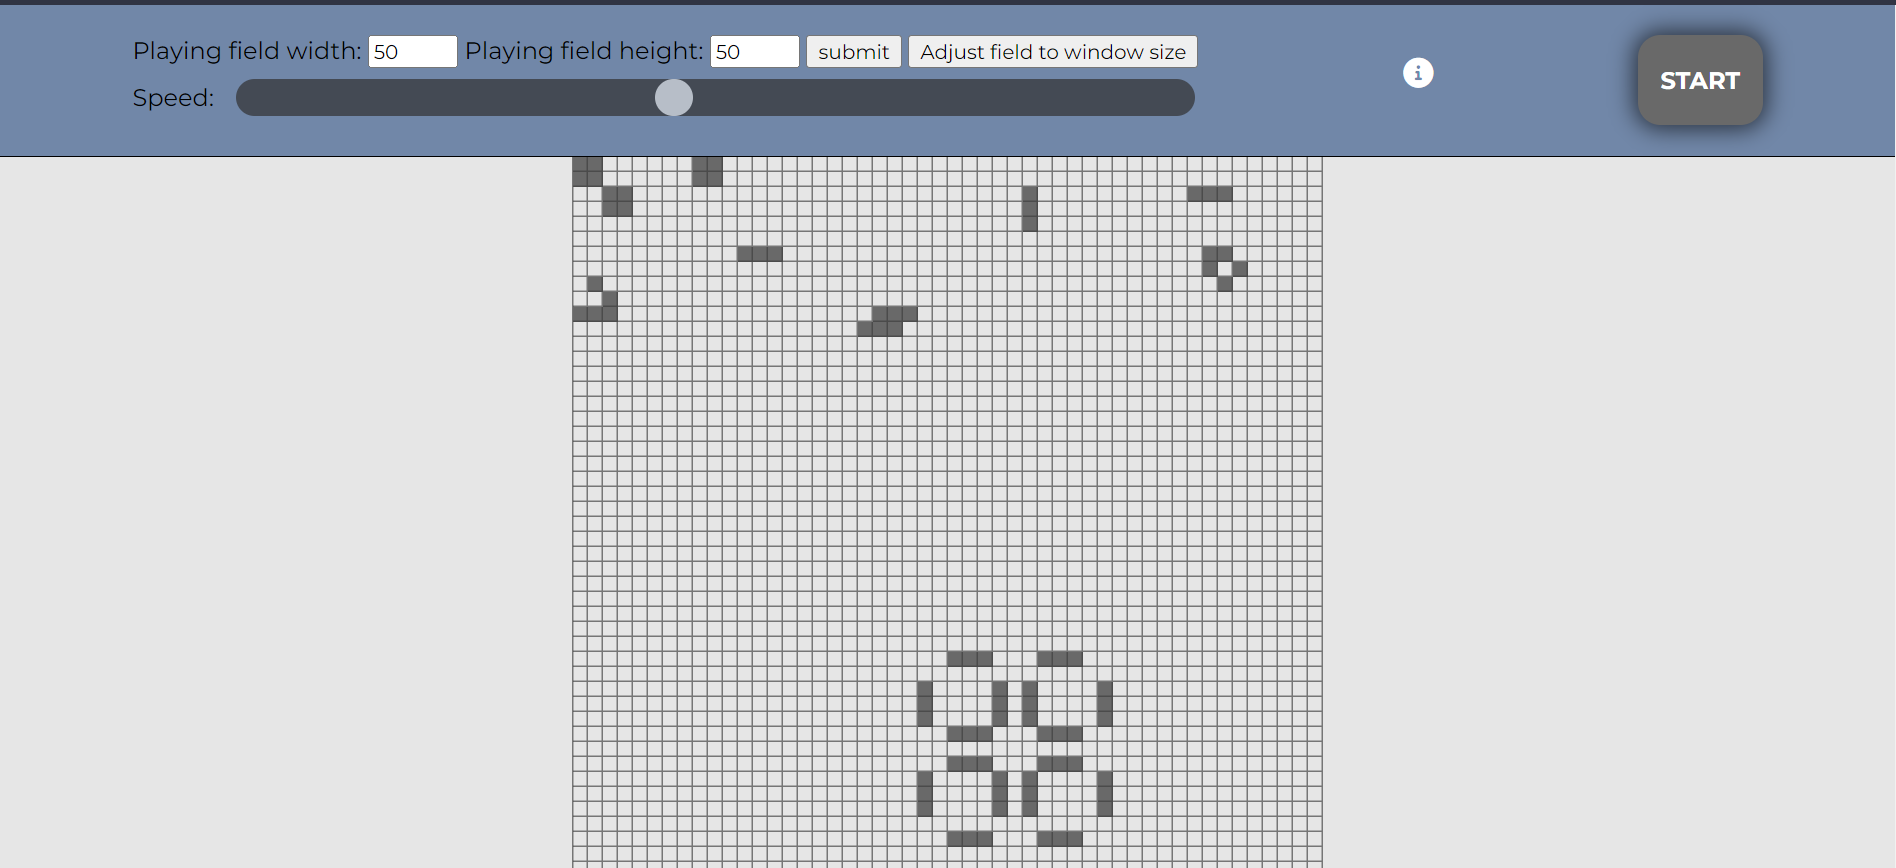 Playing field width: 50 Playing field height: 50 submit Adjust field to window size
Speed:
START